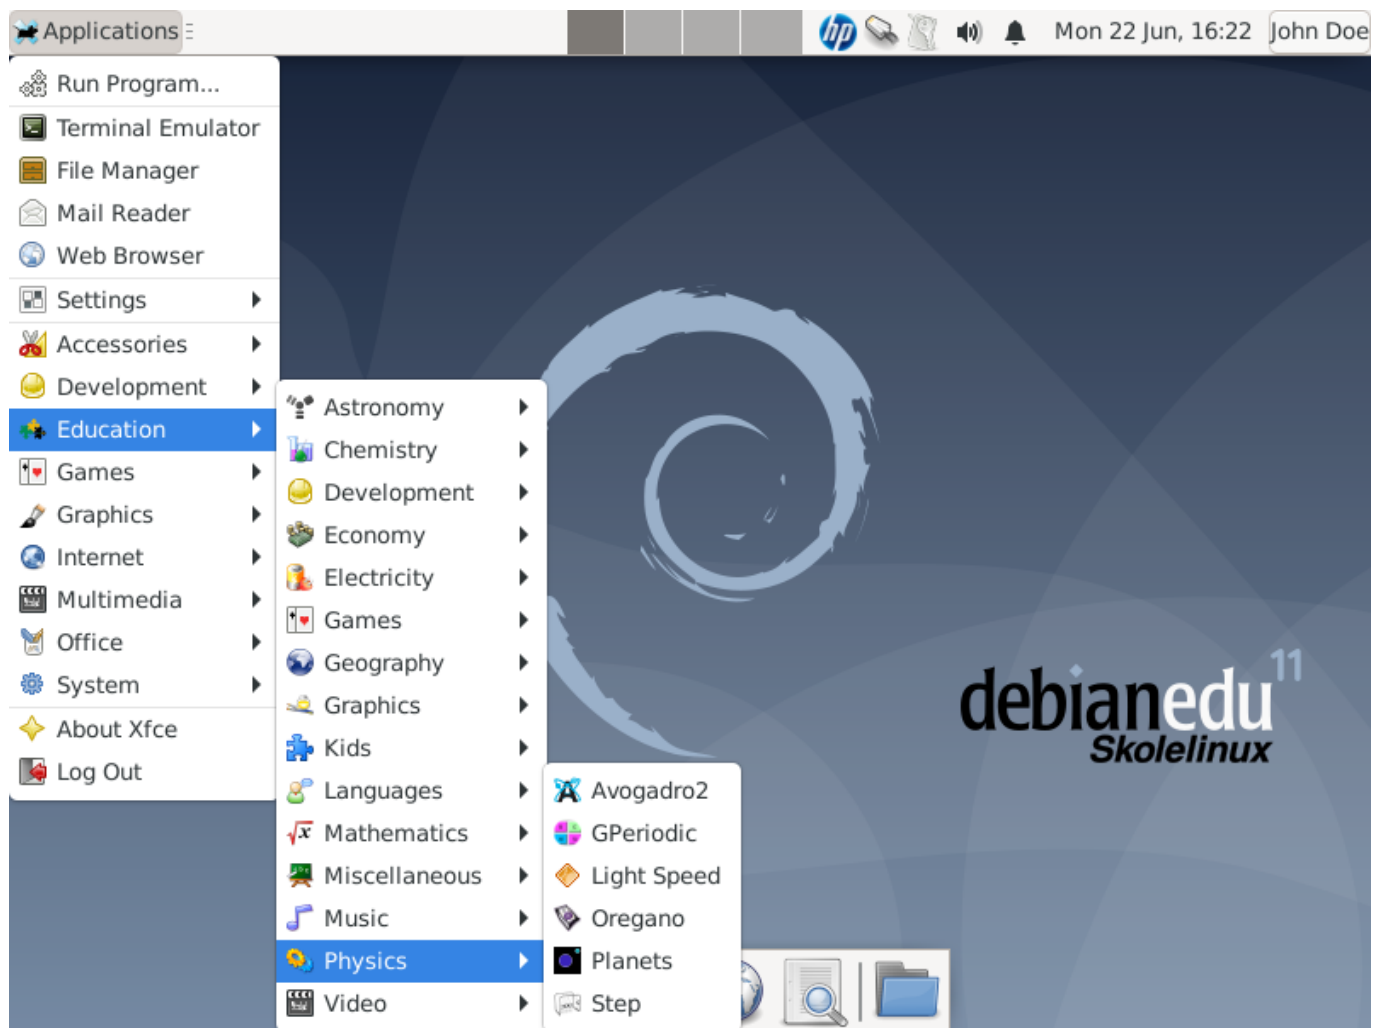 Applications
Mon 22 Jun, 16:22
John Doe
Run Program...
Terminal Emulator
File Manager
Mail Reader
Web Browser
Settings
Accessories
Development
Education
Games
Graphics
Internet
Multimedia
Office
System
About Xfce
Log Out
Astronomy
Chemistry
Development
Economy
Electricity
Games
Geography
Graphics
Kids
Languages
Mathematics
Miscellaneous
Music
Physics
Video
Avogadro2
GPeriodic
Light Speed
Oregano
Planets
Step
hp
debianedu 11
Skolelinux